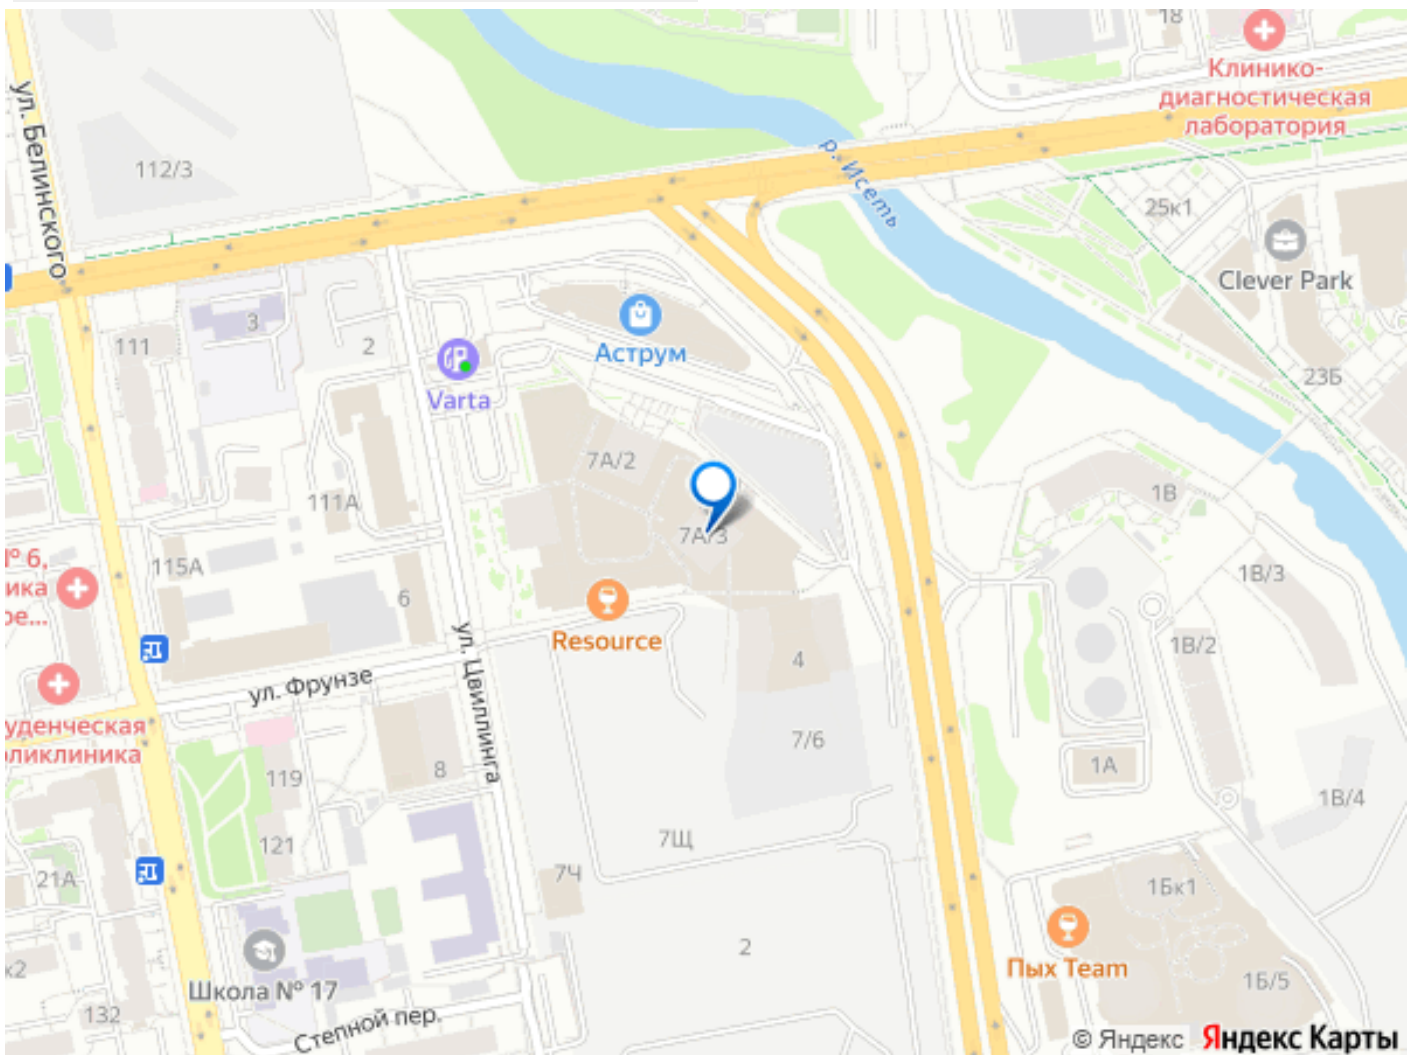 18
Клинико-
диагностическая
лаборатория
ул. Белинского
112/3
р. Исеть
25к1
Clever Park
3
2
111
Аструм
Varta
23Б
7А/2
1В
111А
7А/3
115А
№ 6,
6
Resource
1В/3
1В/2
ул. Фрунзе
ул. Цвиллинга
4
7/6
1А
119
8
1В/4
121
7Щ
7Ч
21А
1Бк1
2
Пых Team
Школа № 17
1Б/5
132
Степной пер.
© Яндекс Яндекс Карты